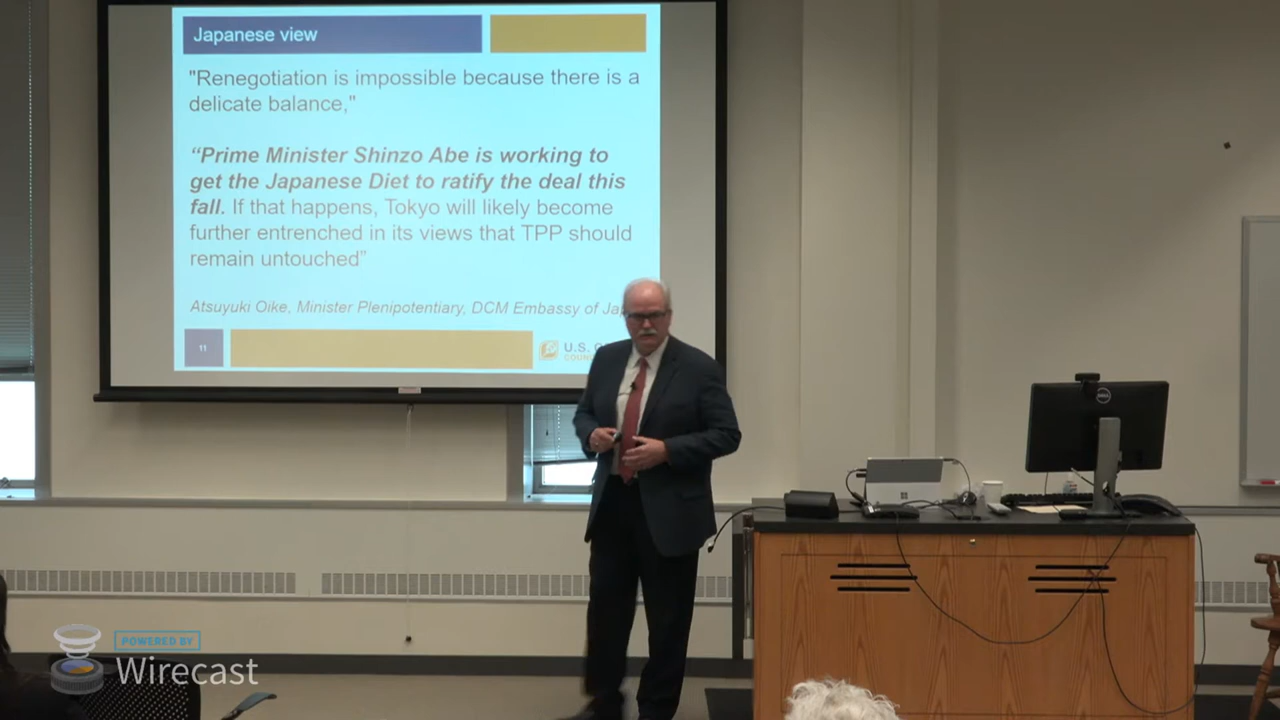 Japanese view
"Renegotiation is impossible because there is a
delicate balance,"
“Prime Minister Shinzo Abe is working to
get the Japanese Diet to ratify the deal this
fall. If that happens, Tokyo will likely become
further entrenched in its views that TPP should
remain untouched”
Atsuyuki Oike, Minister Plenipotentiary, DCM Embassy of
11
U.S.
DELL
POWERED BY
Wirecast